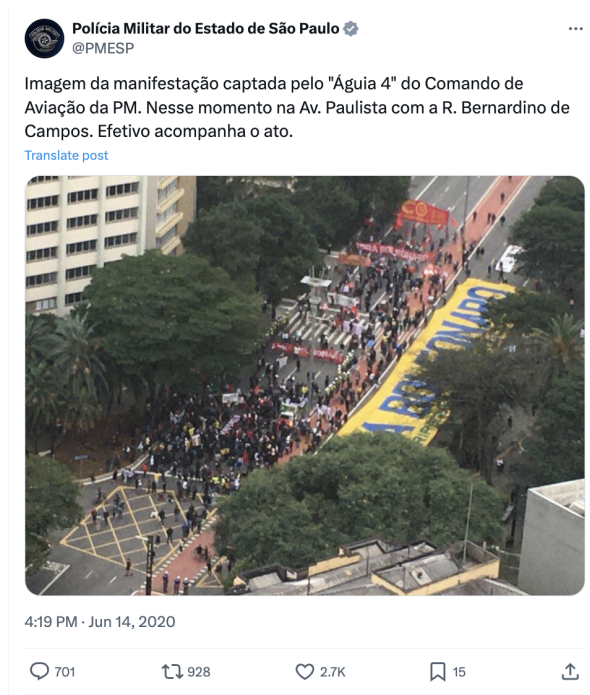 Polícia Militar do Estado de São Paulo
@PMESP
Imagem da manifestação captada pelo "Águia 4" do Comando de
Aviação da PM. Nesse momento na Av. Paulista com a R. Bernardino de
Campos. Efetivo acompanha o ato.
Translate post
4:19 PM · Jun 14, 2020
701
928
2.7K
15